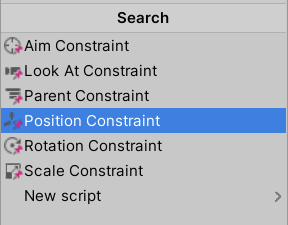 Search
Aim Constraint
Look At Constraint
Parent Constraint
Position Constraint
Rotation Constraint
Scale Constraint
New script